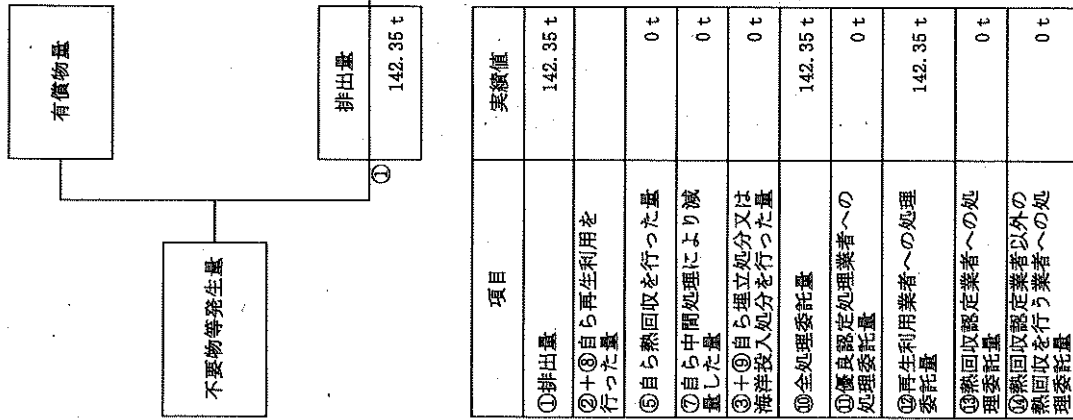 有償物量
不要物等発生量
排出量
①
142.35 t
項目
実績値
①排出量
142.35 t
②+⑧自ら再生利用を
行った量
⑤自ら熱回収を行った量
0 t
⑦自ら中間処理により減
量した量
0 t
③+⑨自ら埋立処分又は
海洋投入処分を行った量
0 t
⑩全処理委託量
142.35 t
⑪優良認定処理業者への
処理委託量
0 t
⑫再生利用業者への処理
委託量
142.35 t
⑬熱回収認定業者への処
理委託量
0 t
⑭熱回収認定業者以外の
熱回収を行う業者への処
理委託量
0 t